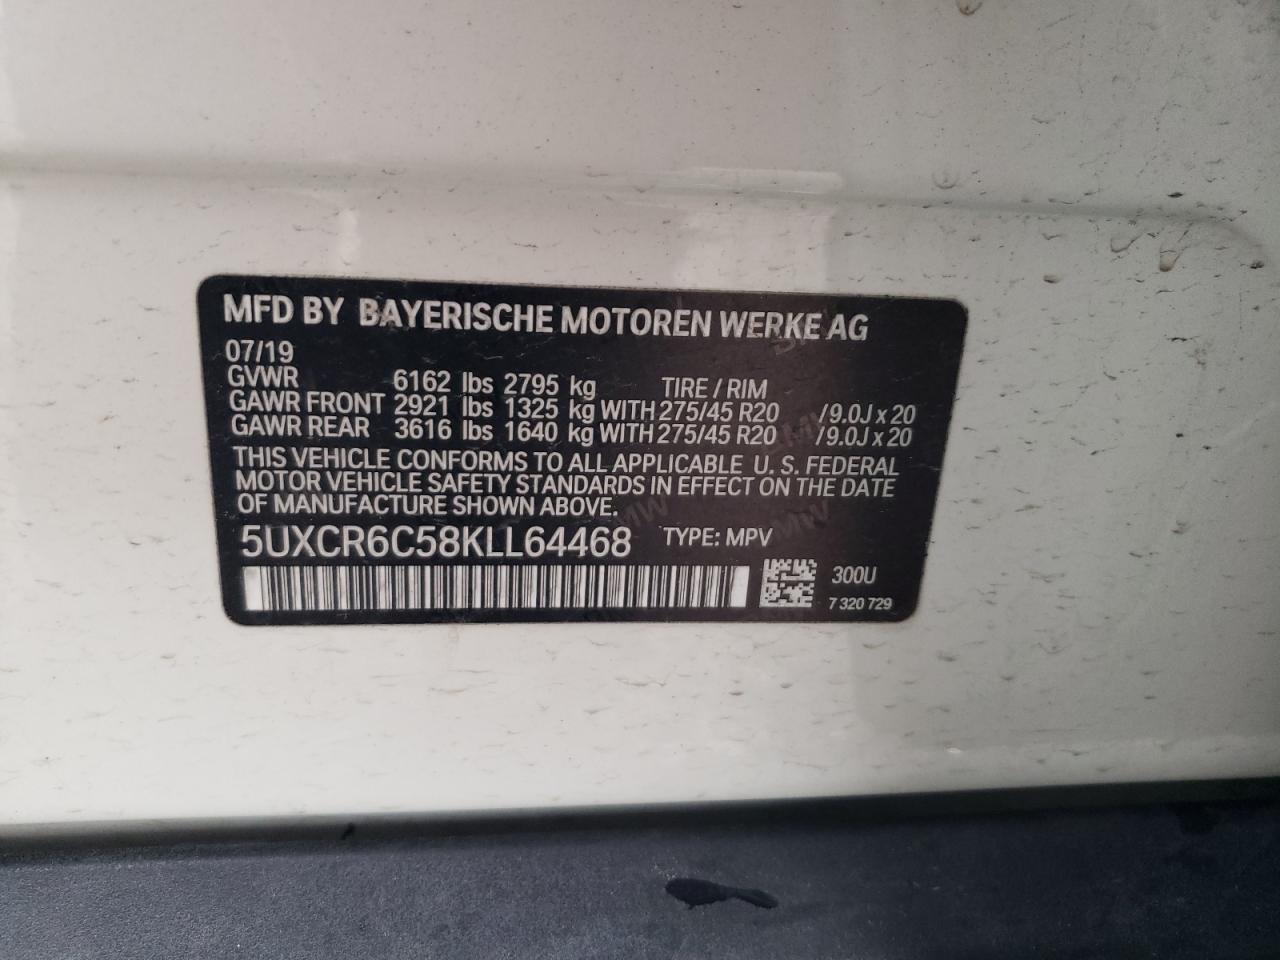 MFD BY BAYERISCHE MOTOREN WERKE AG
07/19
GVWR 6162 lbs 2795 kg TIRE / RIM
GAWR FRONT 2921 lbs 1325 kg WITH 275/45 R20 /9.0J x 20
GAWR REAR 3616 lbs 1640 kg WITH 275/45 R20 /9.0J x 20
THIS VEHICLE CONFORMS TO ALL APPLICABLE U. S. FEDERAL
MOTOR VEHICLE SAFETY STANDARDS IN EFFECT ON THE DATE
OF MANUFACTURE SHOWN ABOVE.
5UXCR6C58KLL64468 TYPE: MPV
300U
7 320 729